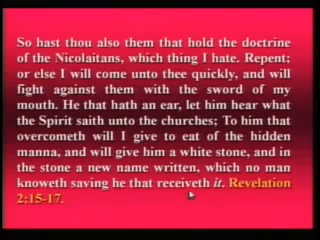 So hast thou also them that hold the doctrine
of the Nicolaitans, which thing I hate. Repent;
or else I will come unto thee quickly, and will
fight against them with the sword of my
mouth. He that hath an ear, let him hear what
the Spirit saith unto the churches; To him that
overcometh will I give to eat of the hidden
manna, and will give him a white stone, and in
the stone a new name written, which no man
knoweth saving he that receiveth it. Revelation
2:15-17.